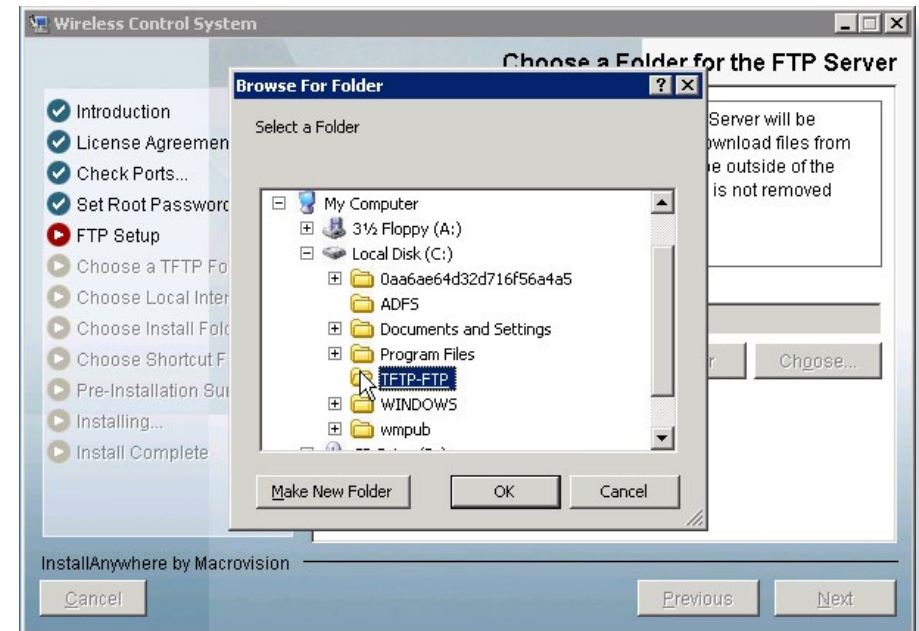 Wireless Control System
Choose a Folder for the FTP Server
Browse For Folder
Select a Folder
Introduction
License Agreemen
Check Ports...
Set Root Password
FTP Setup
Choose a TFTP Fo
Choose Local Inter
Choose Install Fold
Choose Shortcut F
Pre-Installation Su
Installing...
Install Complete
My Computer
3½ Floppy (A:)
Local Disk (C:)
0aa6ae64d32d716f56a4a5
ADFS
Documents and Settings
Program Files
TFTP-FTP
WINDOWS
wmpub
Make New Folder
OK
Cancel
Server will be
ownload files from
be outside of the
is not removed
r
Choose...
InstallAnywhere by Macrovision
Cancel
Previous
Next